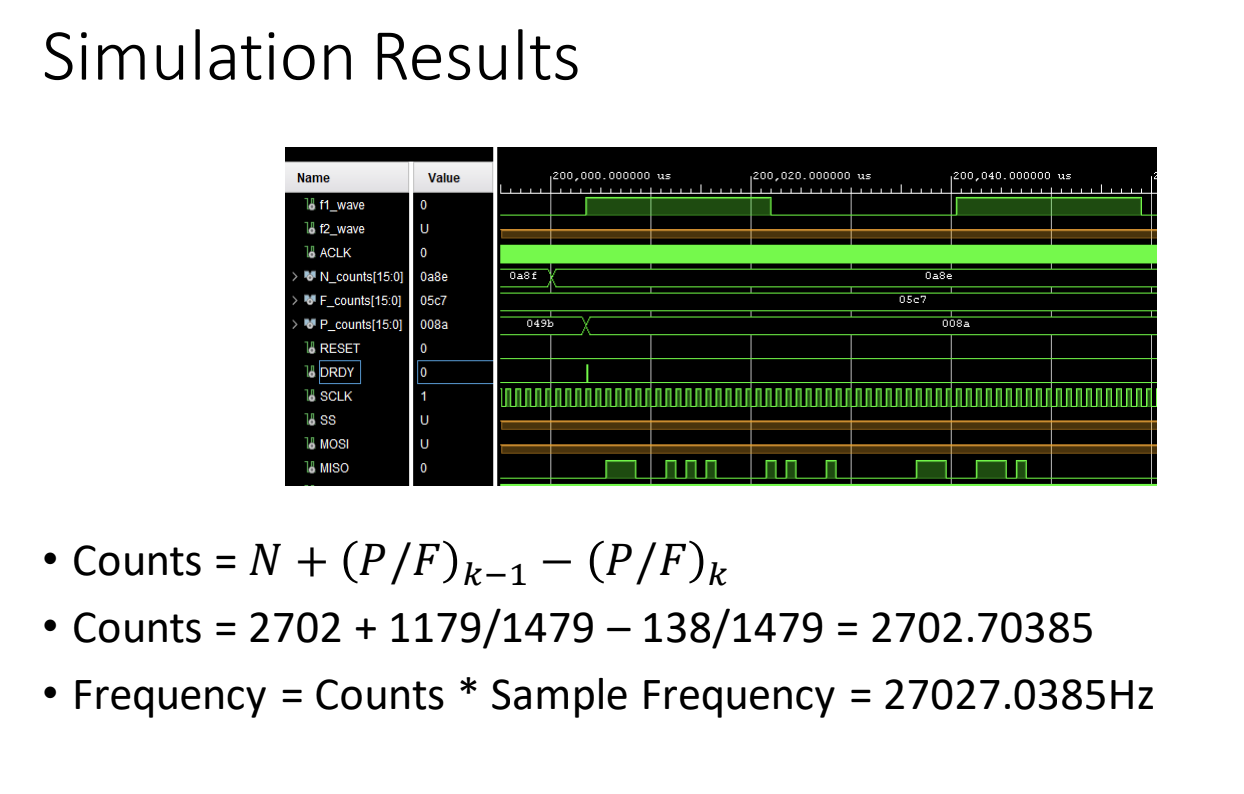 Simulation Results
Name Value
200,000.000000 us 200,020.000000 us 200,040.000000 us 2
f1_wave 0
f2_wave U
ACLK 0
N_counts[15:0] 0a8e 0a8f 0a8e
F_counts[15:0] 05c7 05c7
P_counts[15:0] 008a 049b 008a
RESET 0
DRDY 0
SCLK 1
SS U
MOSI U
MISO 0
• Counts = N + (P/F)ₖ₋₁ − (P/F)ₖ
• Counts = 2702 + 1179/1479 – 138/1479 = 2702.70385
• Frequency = Counts * Sample Frequency = 27027.0385Hz